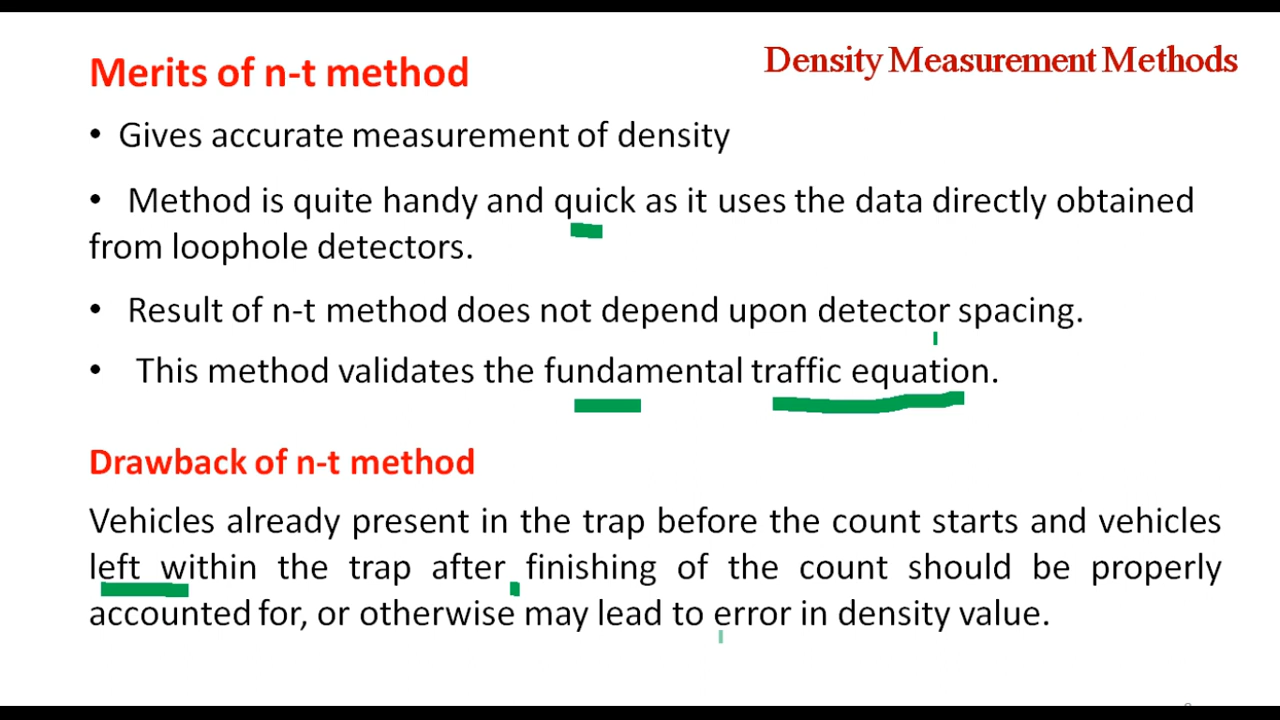 Density Measurement Methods
Merits of n-t method
• Gives accurate measurement of density
• Method is quite handy and quick as it uses the data directly obtained
from loophole detectors.
• Result of n-t method does not depend upon detector spacing.
• This method validates the fundamental traffic equation.
Drawback of n-t method
Vehicles already present in the trap before the count starts and vehicles
left within the trap after finishing of the count should be properly
accounted for, or otherwise may lead to error in density value.